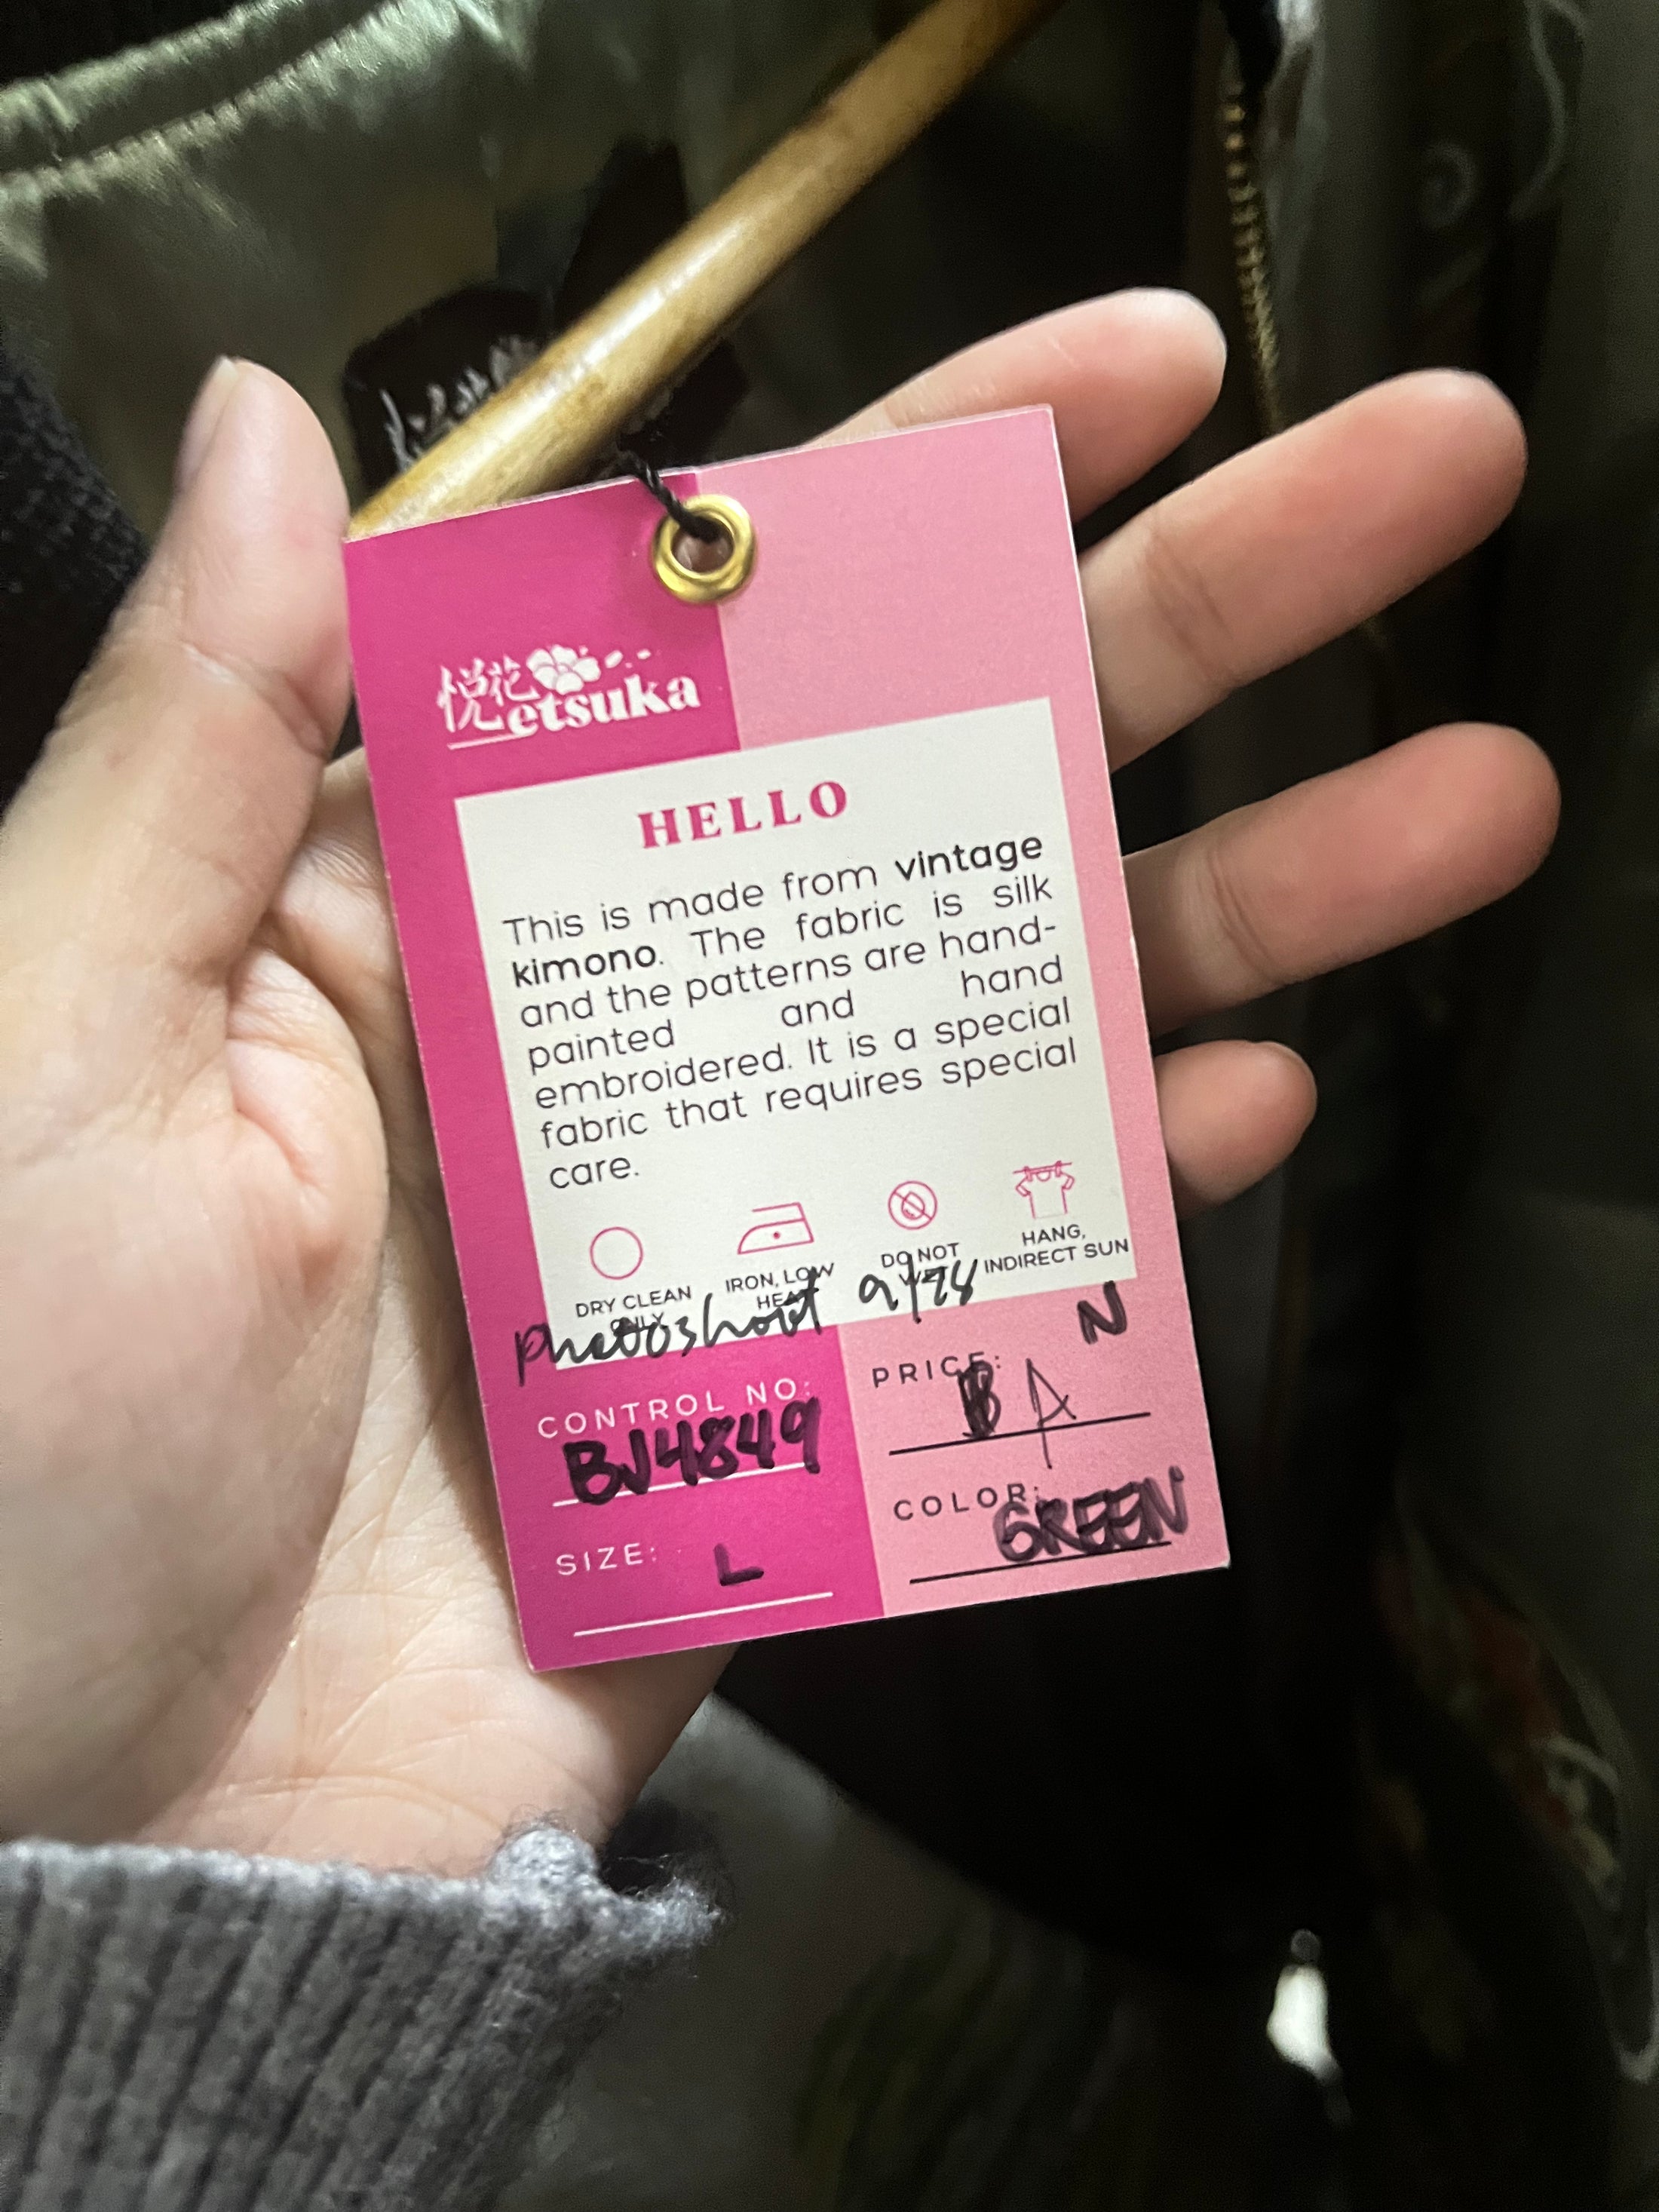 悦花
etsuka
HELLO
This is made from vintage
kimono. The fabric is silk
and the patterns are hand-
painted and hand
embroidered. It is a special
fabric that requires special
care.
DRY CLEAN
ONLY
IRON, LOW
HEAT
DO NOT
WET
HANG,
INDIRECT SUN
photoshoot 9/28
N
CONTROL NO:
BJ4849
PRICE:
A
SIZE: L
COLOR:
GREEN